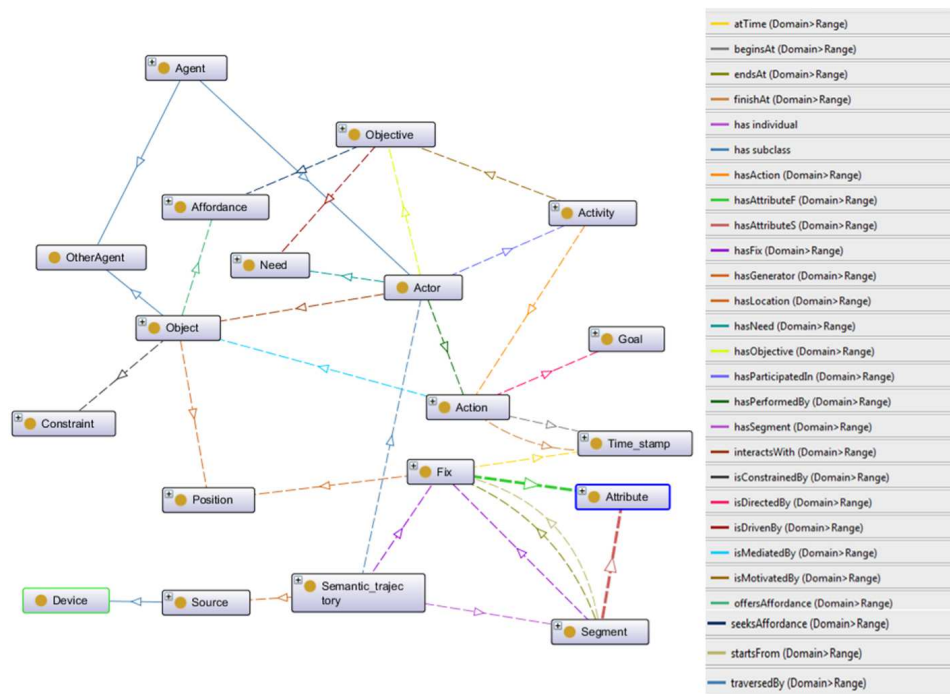 Agent
Objective
Affordance
Activity
OtherAgent
Need
Actor
Object
Goal
Action
Constraint
Time_stamp
Fix
Position
Attribute
Semantic_trajec
tory
Device
Source
Segment
atTime (Domain>Range)
beginsAt (Domain>Range)
endsAt (Domain>Range)
finishAt (Domain>Range)
has individual
has subclass
hasAction (Domain>Range)
hasAttributeF (Domain>Range)
hasAttributeS (Domain>Range)
hasFix (Domain>Range)
hasGenerator (Domain>Range)
hasLocation (Domain>Range)
hasNeed (Domain>Range)
hasObjective (Domain>Range)
hasParticipatedIn (Domain>Range)
hasPerformedBy (Domain>Range)
hasSegment (Domain>Range)
interactsWith (Domain>Range)
isConstrainedBy (Domain>Range)
isDirectedBy (Domain>Range)
isDrivenBy (Domain>Range)
isMediatedBy (Domain>Range)
isMotivatedBy (Domain>Range)
offersAffordance (Domain>Range)
seeksAffordance (Domain>Range)
startsFrom (Domain>Range)
traversedBy (Domain>Range)